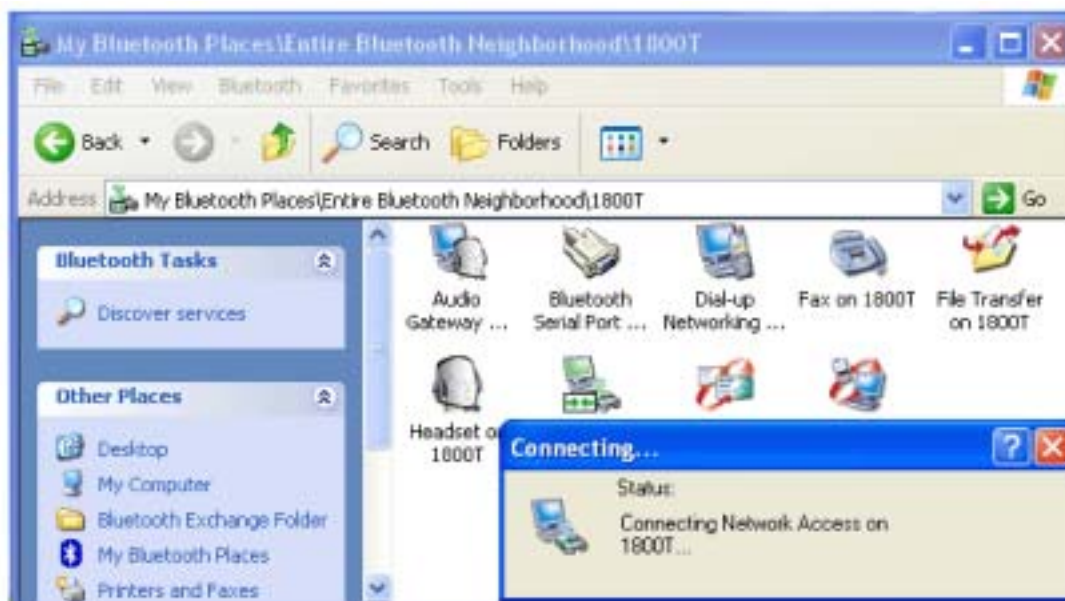 My Bluetooth Places\Entire Bluetooth Neighborhood\1800T
File Edit View Bluetooth Favorites Tools Help
Back Search Folders
Address My Bluetooth Places\Entire Bluetooth Neighborhood\1800T Go
Bluetooth Tasks
Discover services
Other Places
Desktop
My Computer
Bluetooth Exchange Folder
My Bluetooth Places
Printers and Faxes
Audio
Gateway ...
Bluetooth
Serial Port ...
Dial-up
Networking ...
Fax on 1800T
File Transfer
on 1800T
Headset o
1800T
Connecting...
Status:
Connecting Network Access on
1800T...